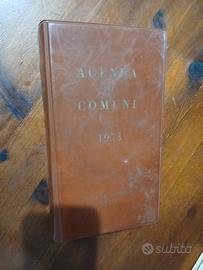 AGENDA
COMUNI
1973
subito